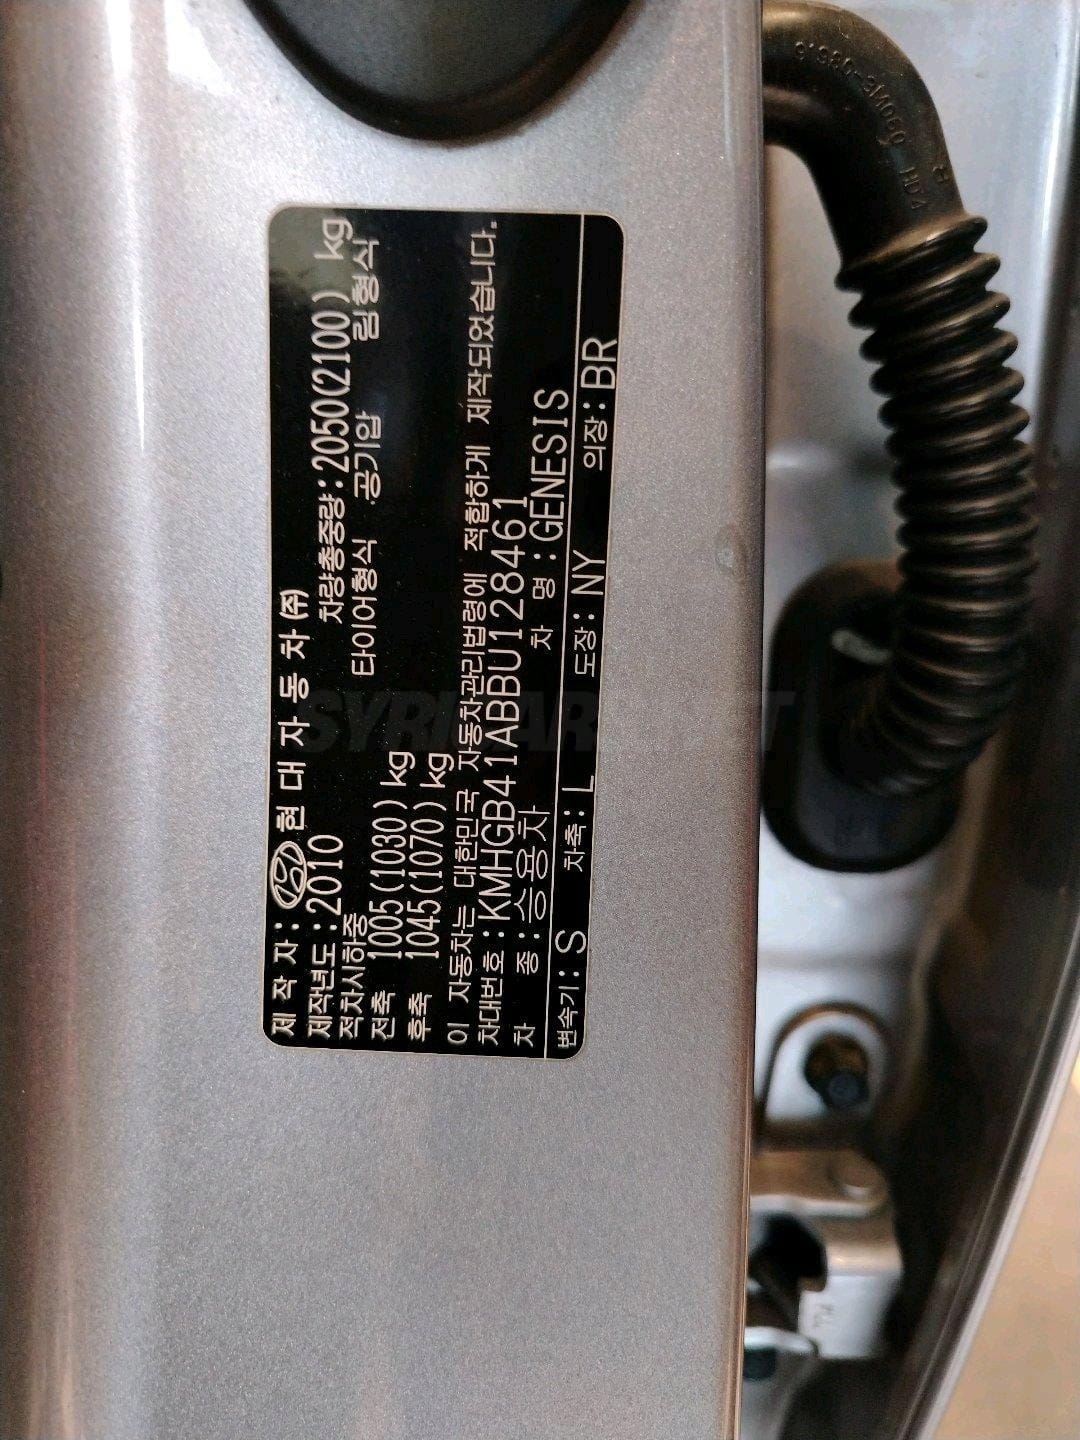 제 작 자 : 현 대 자 동 차 ㈜
제작년도 : 2010 차량총중량 : 2050(2100) kg
적차시하중 타이어형식 공기압 림형식
전축 1005(1030) kg
후축 1045(1070) kg
이 자동차는 대한민국 자동차관리법령에 적합하게 제작되었습니다.
차대번호 : KMHGB41ABBU128461
차 종 : 승용차 차 명 : GENESIS
변속기 : S 차축 : L 도장 : NY 의장 : BR